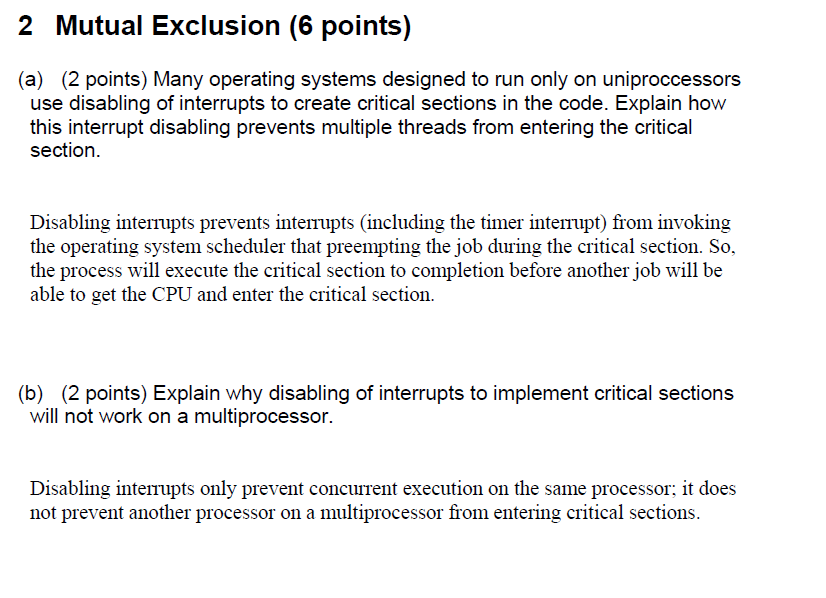 2 Mutual Exclusion (6 points)
(a) (2 points) Many operating systems designed to run only on uniproccessors
use disabling of interrupts to create critical sections in the code. Explain how
this interrupt disabling prevents multiple threads from entering the critical
section.
Disabling interrupts prevents interrupts (including the timer interrupt) from invoking
the operating system scheduler that preempting the job during the critical section. So,
the process will execute the critical section to completion before another job will be
able to get the CPU and enter the critical section.
(b) (2 points) Explain why disabling of interrupts to implement critical sections
will not work on a multiprocessor.
Disabling interrupts only prevent concurrent execution on the same processor; it does
not prevent another processor on a multiprocessor from entering critical sections.